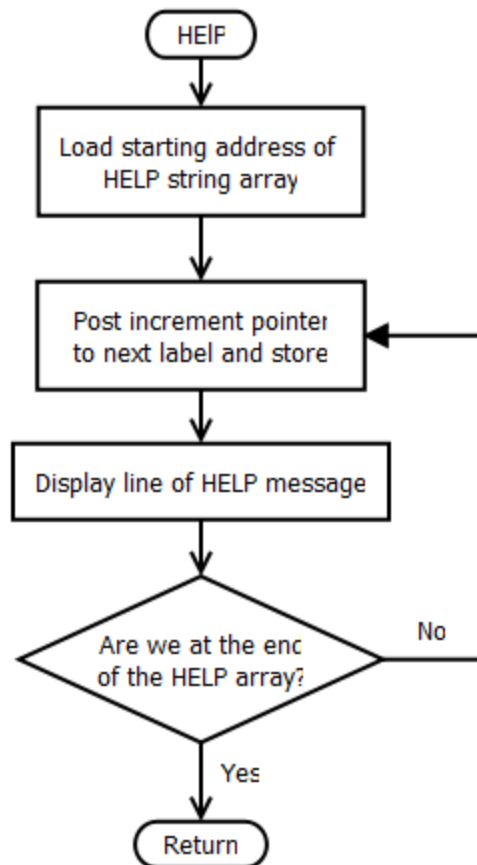 HElP
Load starting address of
HELP string array
Post increment pointer
to next label and store
Display line of HELP message
Are we at the end
of the HELP array?
No
Yes
Return